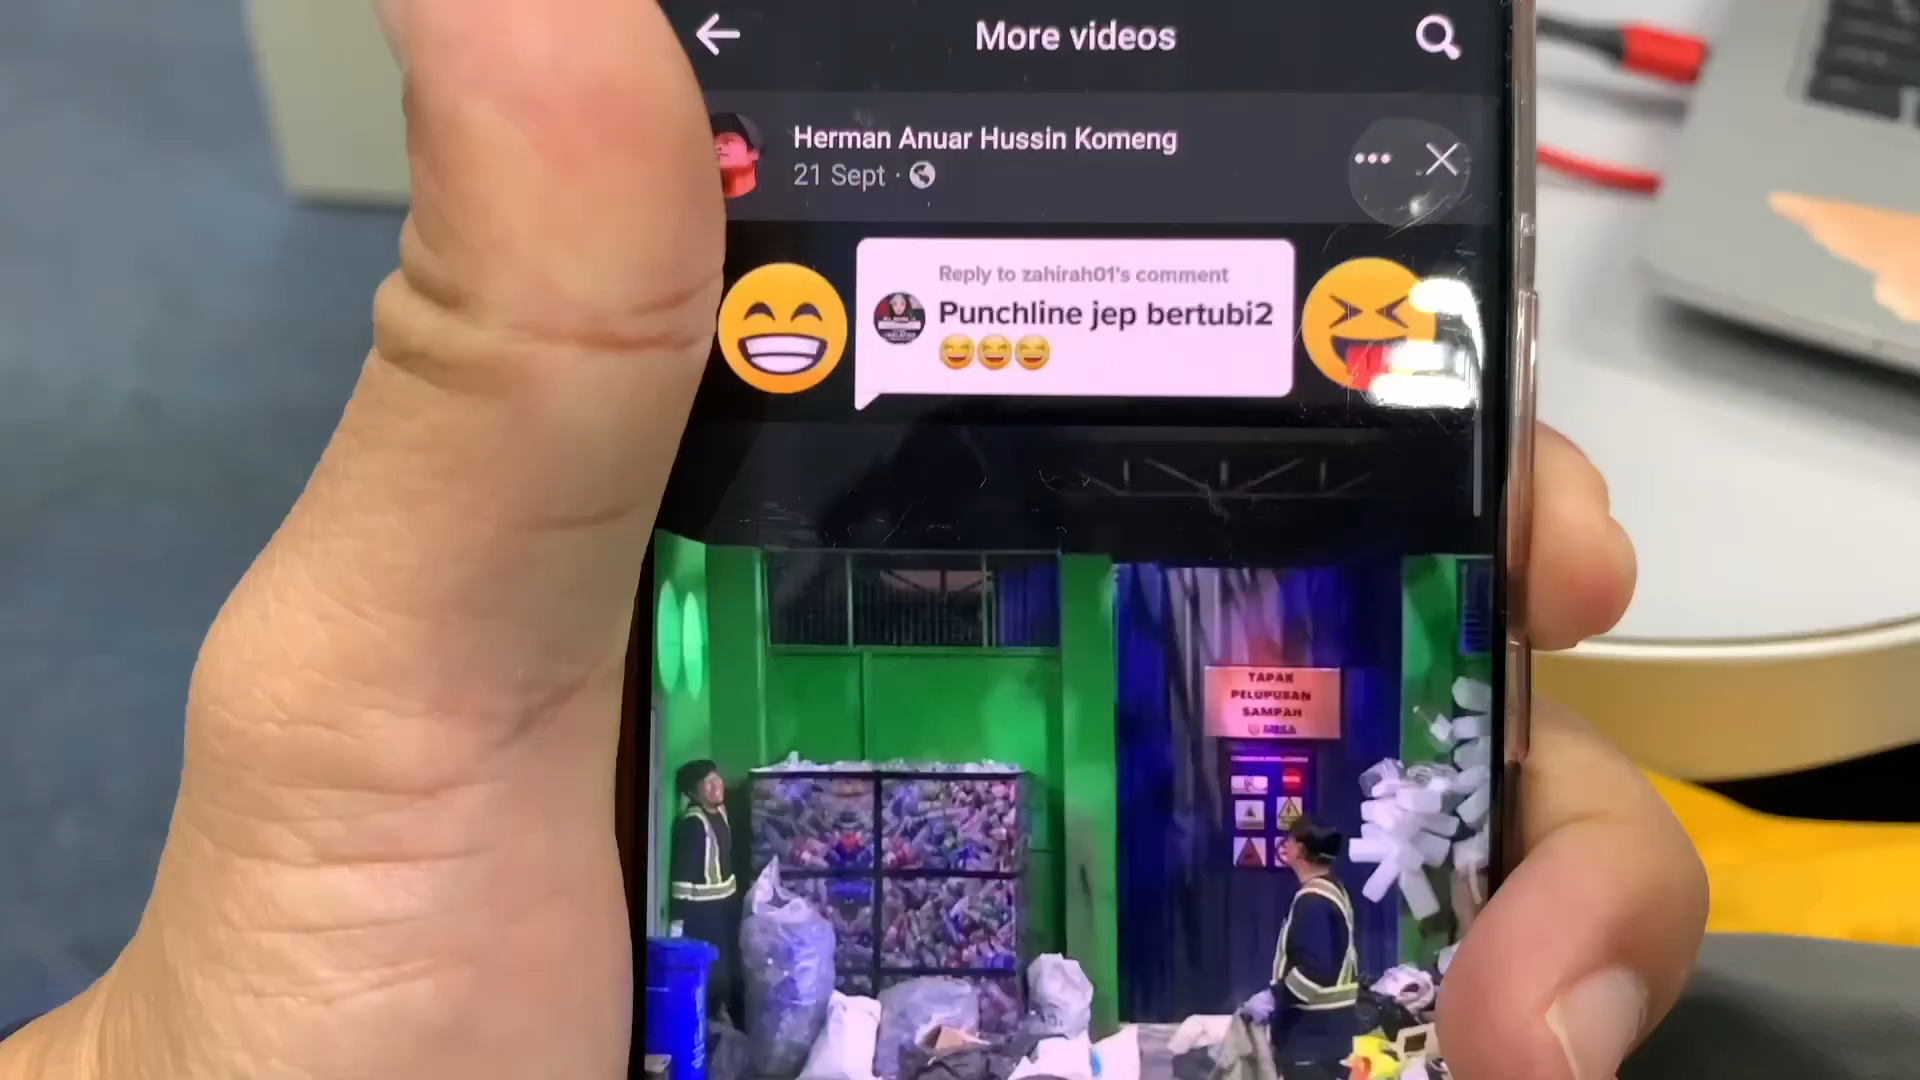 More videos
Herman Anuar Hussin Komeng
21 Sept ·
Reply to zahirah01's comment
Punchline jep bertubi2
TAPAK
PELUPUSAN
SAMPAH